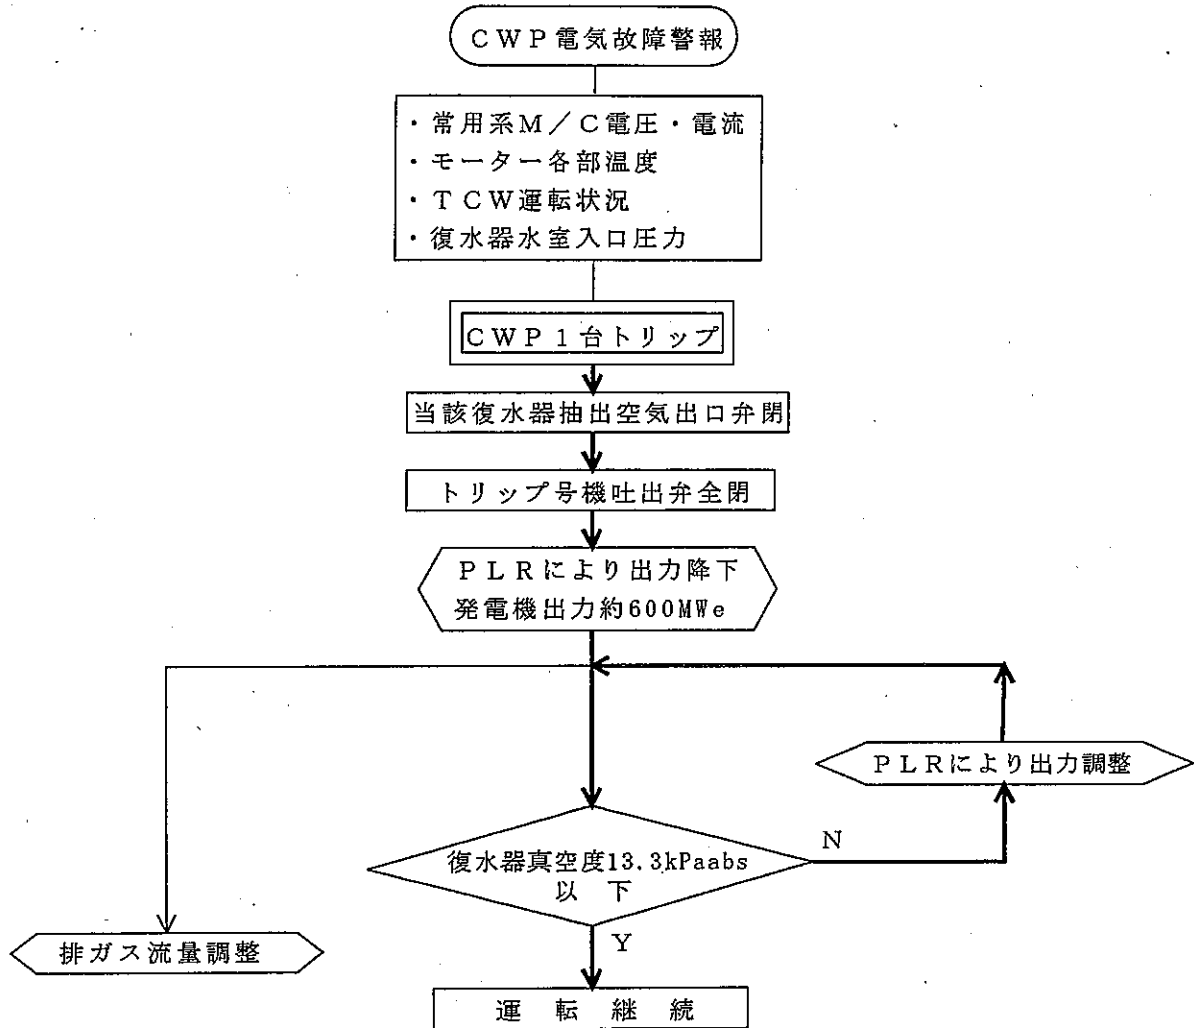 CWP電気故障警報
・常用系M/C電圧・電流
・モーター各部温度
・TCW運転状況
・復水器水室入口圧力
CWP1台トリップ
当該復水器抽出空気出口弁閉
トリップ号機吐出弁全閉
PLRにより出力降下
発電機出力約600MWe
PLRにより出力調整
復水器真空度13.3kPaabs
以 下
N
排ガス流量調整
Y
運 転 継 続